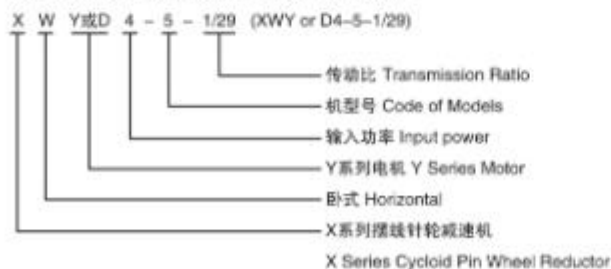 X W Y或D 4 - 5 - 1/29 (XWY or D4-5-1/29)
传动比 Transmission Ratio
机型号 Code of Models
输入功率 Input power
Y系列电机 Y Series Motor
卧式 Horizontal
X系列摆线针轮减速机
X Series Cycloid Pin Wheel Reductor